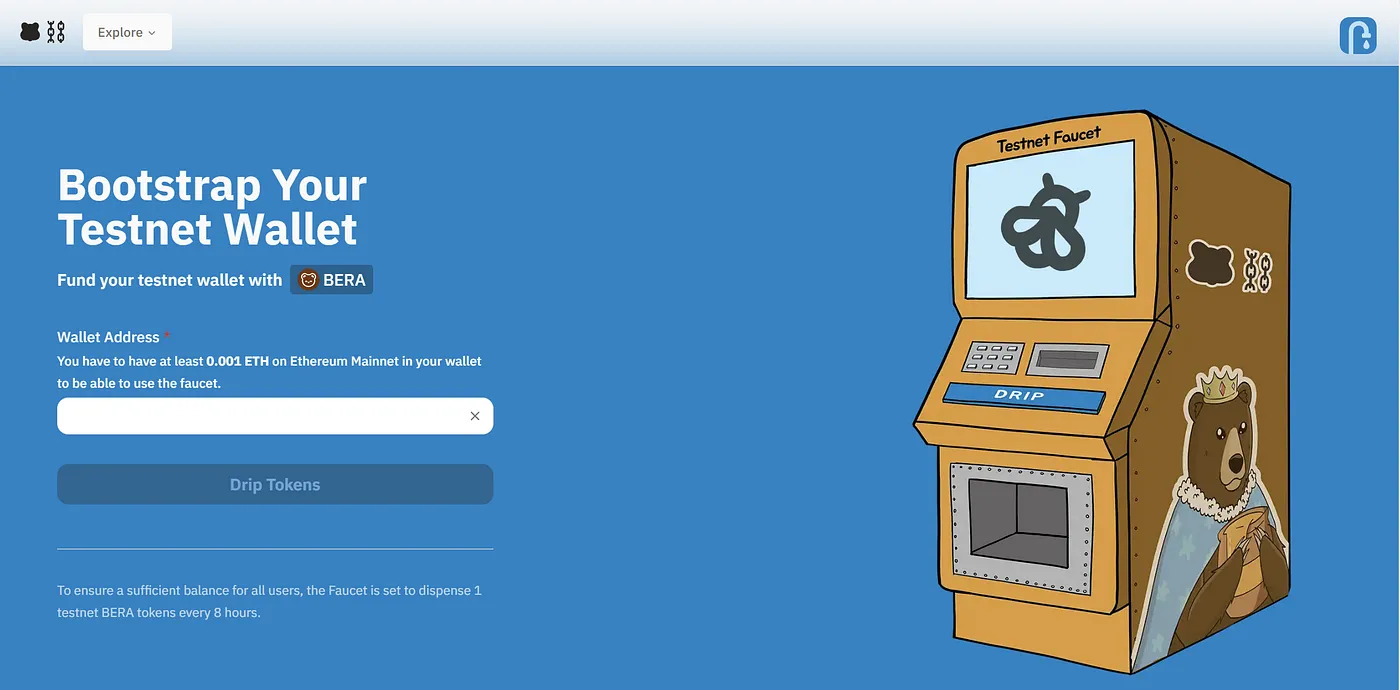 Explore
Bootstrap Your
Testnet Wallet
Fund your testnet wallet with BERA
Wallet Address *
You have to have at least 0.001 ETH on Ethereum Mainnet in your wallet
to be able to use the faucet.
Drip Tokens
To ensure a sufficient balance for all users, the Faucet is set to dispense 1
testnet BERA tokens every 8 hours.
Testnet Faucet
DRIP